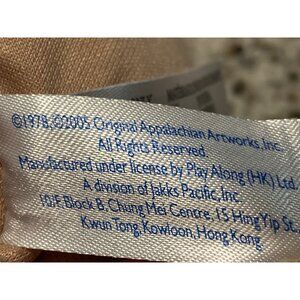 ©1978, ©2005 Original Appalachian Artworks, Inc.
All Rights Reserved.
Manufactured under license by Play Along (HK) Ltd.
A division of Jakks Pacific, Inc.
10/F Block B, Chung Mei Centre, 15 Hing Yip St.,
Kwun Tong, Kowloon, Hong Kong